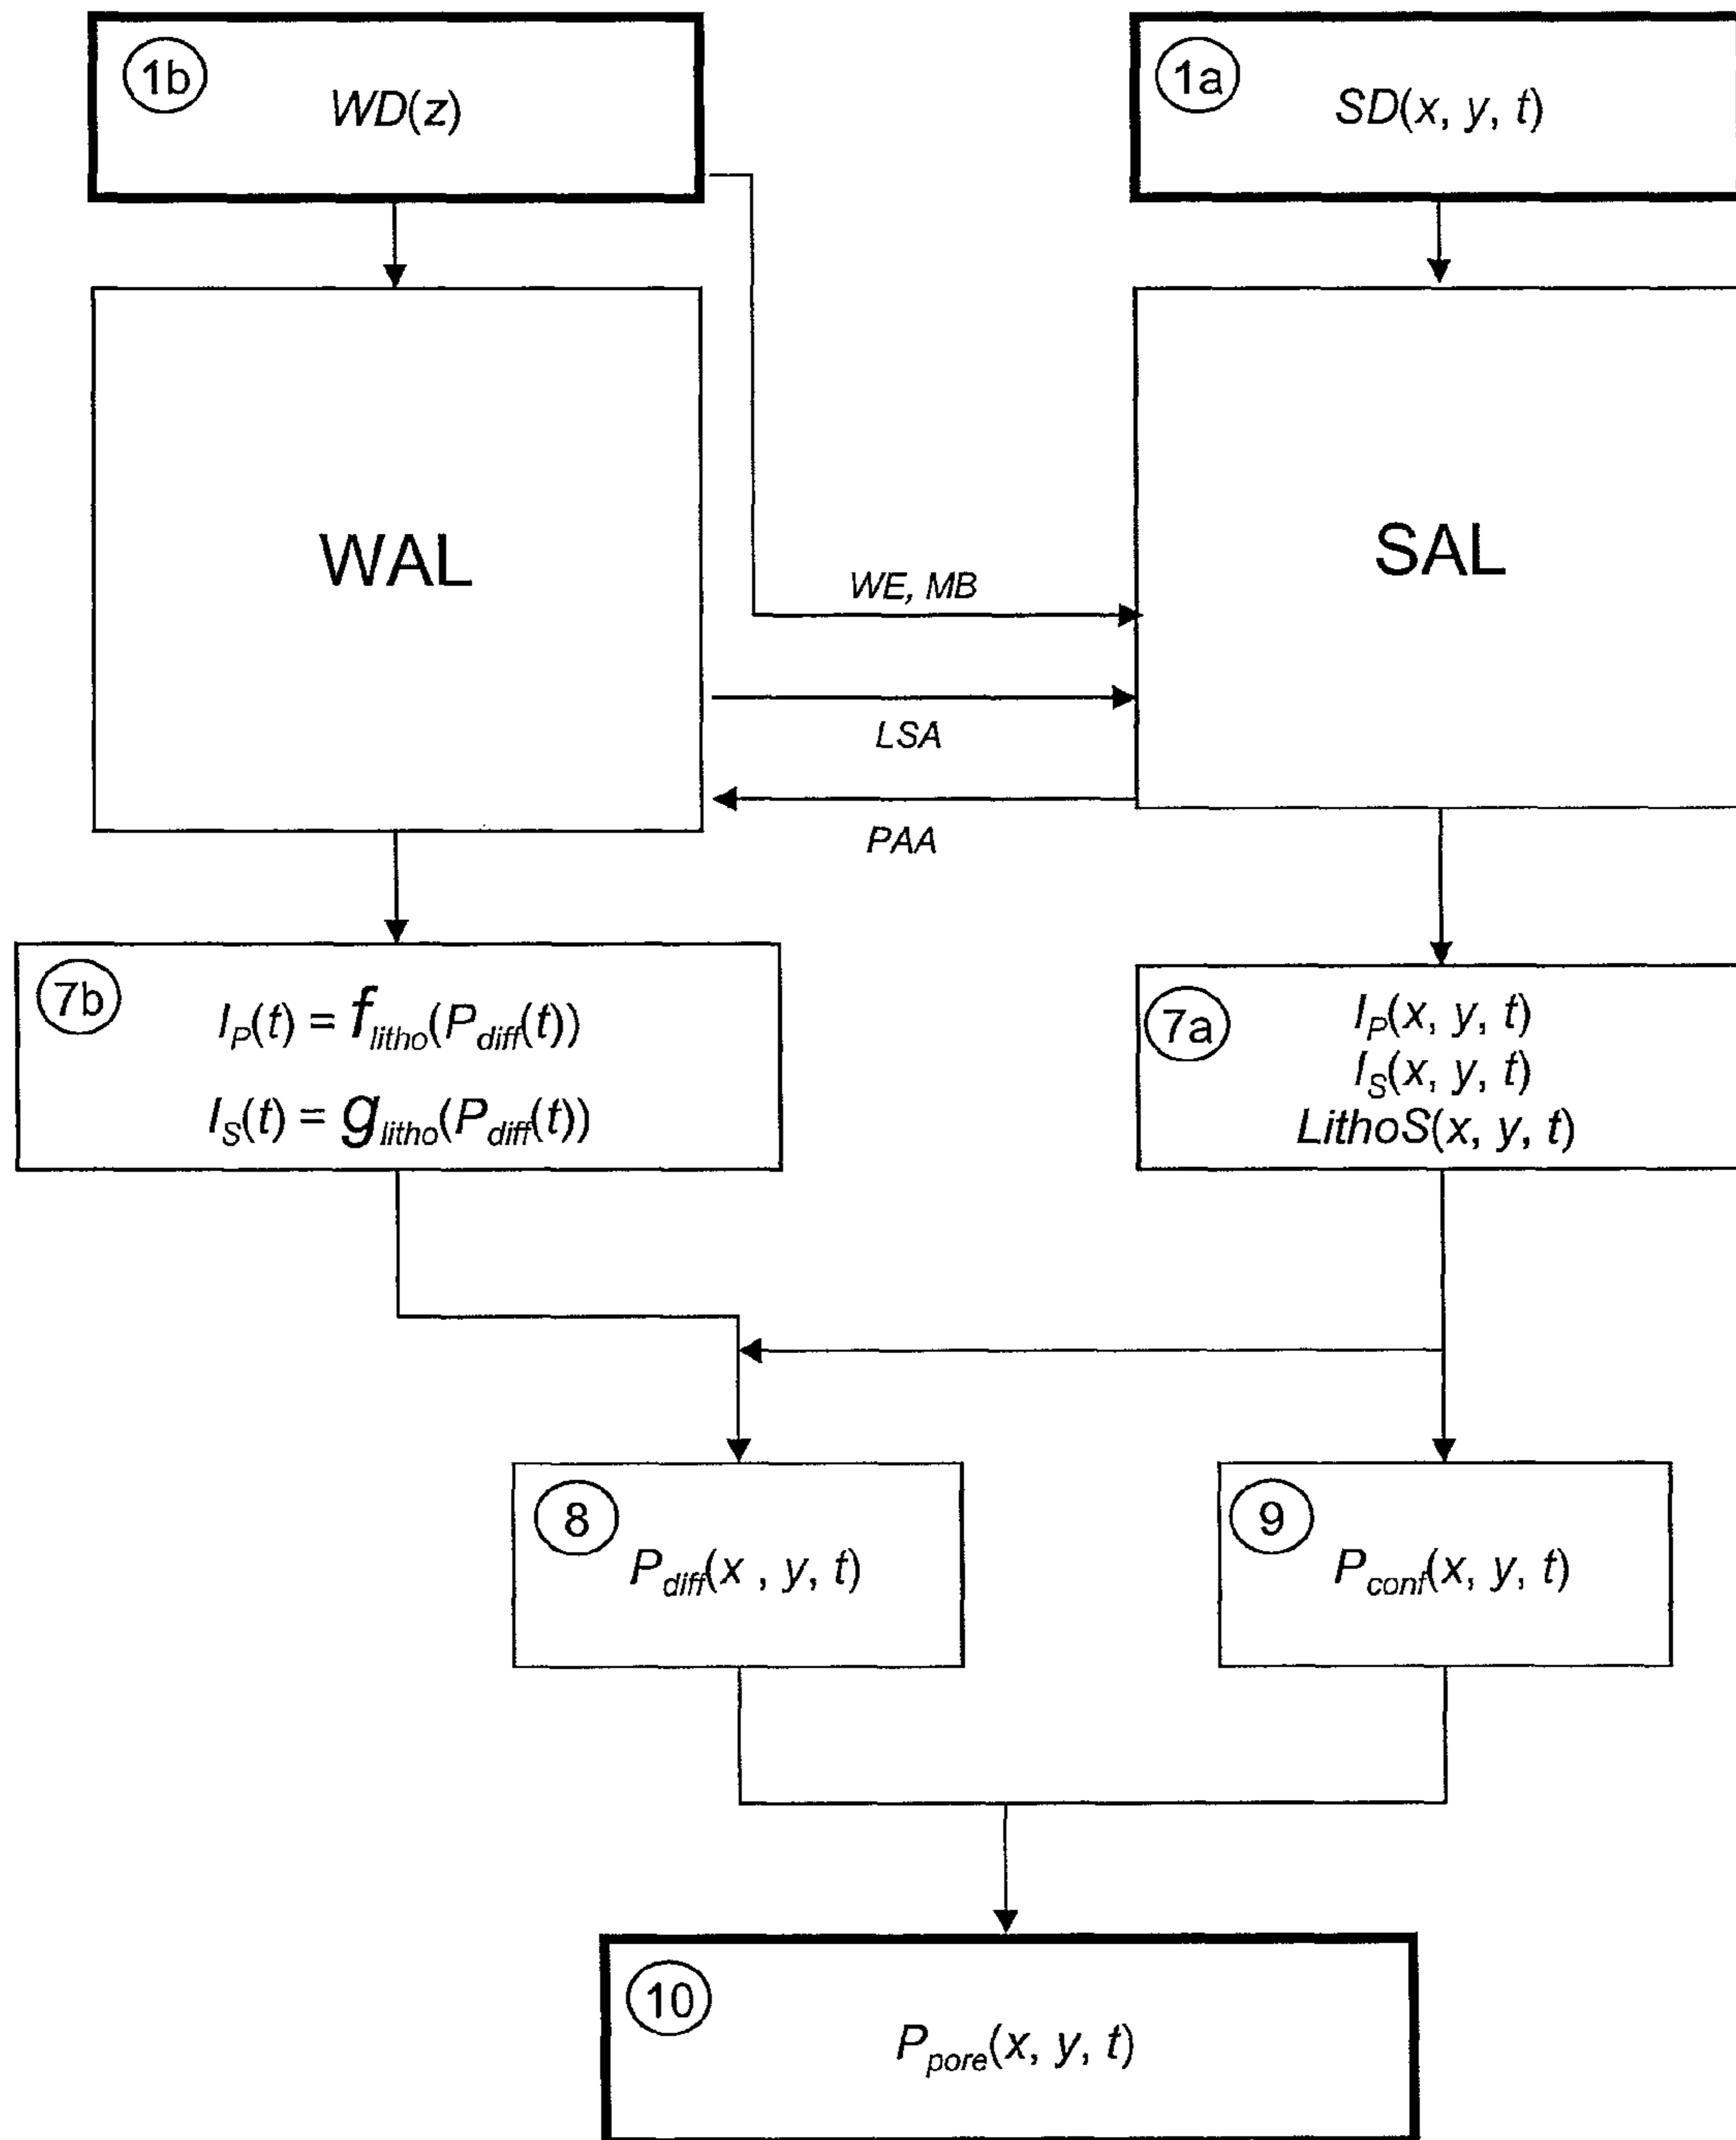 1b
WD(z)
1a
SD(x, y, t)
WAL
SAL
WE, MB
LSA
PAA
7b
I_P(t) = f_litho(P_diff(t))
I_S(t) = g_litho(P_diff(t))
7a
I_P(x, y, t)
I_S(x, y, t)
LithoS(x, y, t)
8
P_diff(x , y, t)
9
P_conf(x, y, t)
10
P_pore(x, y, t)